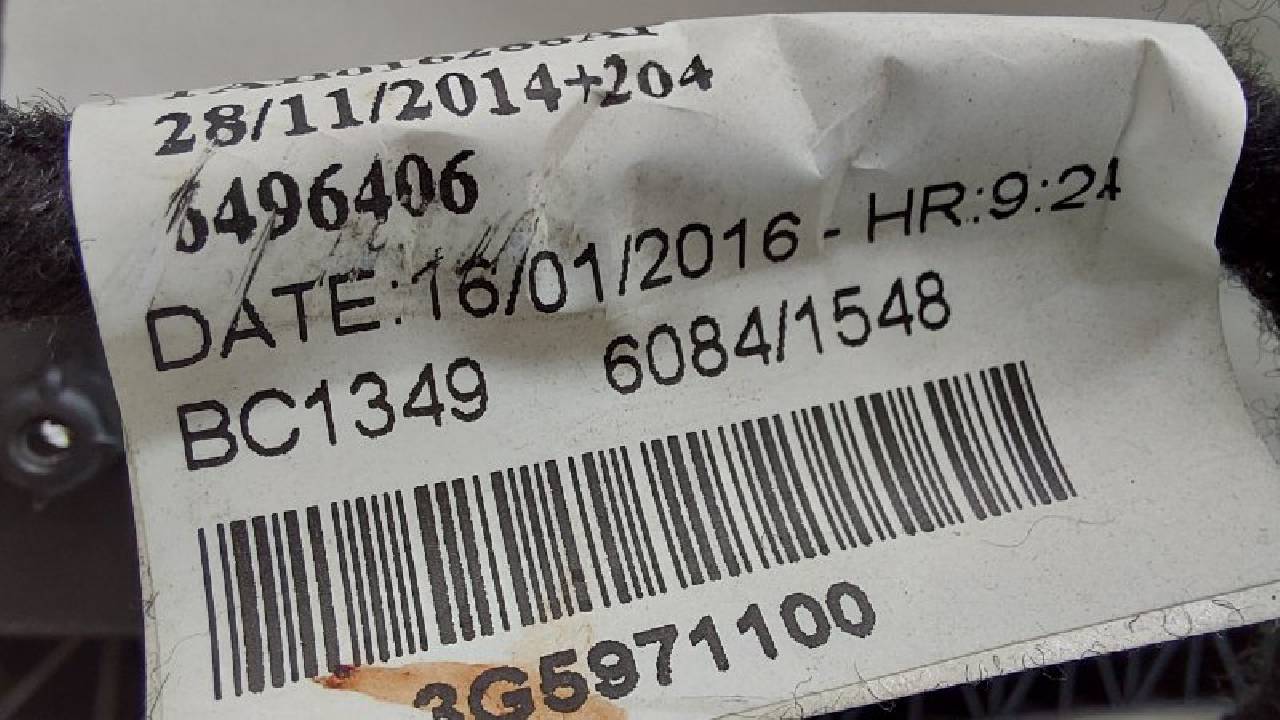 28/11/2014+204
6496406
DATE:16/01/2016 - HR.:9:24
BC1349 6084/1548
3G5971100